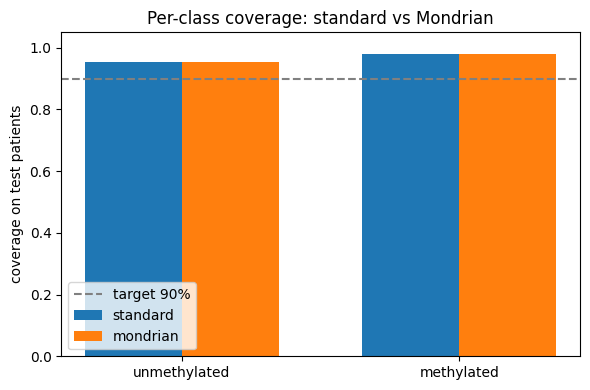 Per-class coverage: standard vs Mondrian
coverage on test patients
1.0
0.8
0.6
0.4
0.2
0.0
target 90%
standard
mondrian
unmethylated
methylated